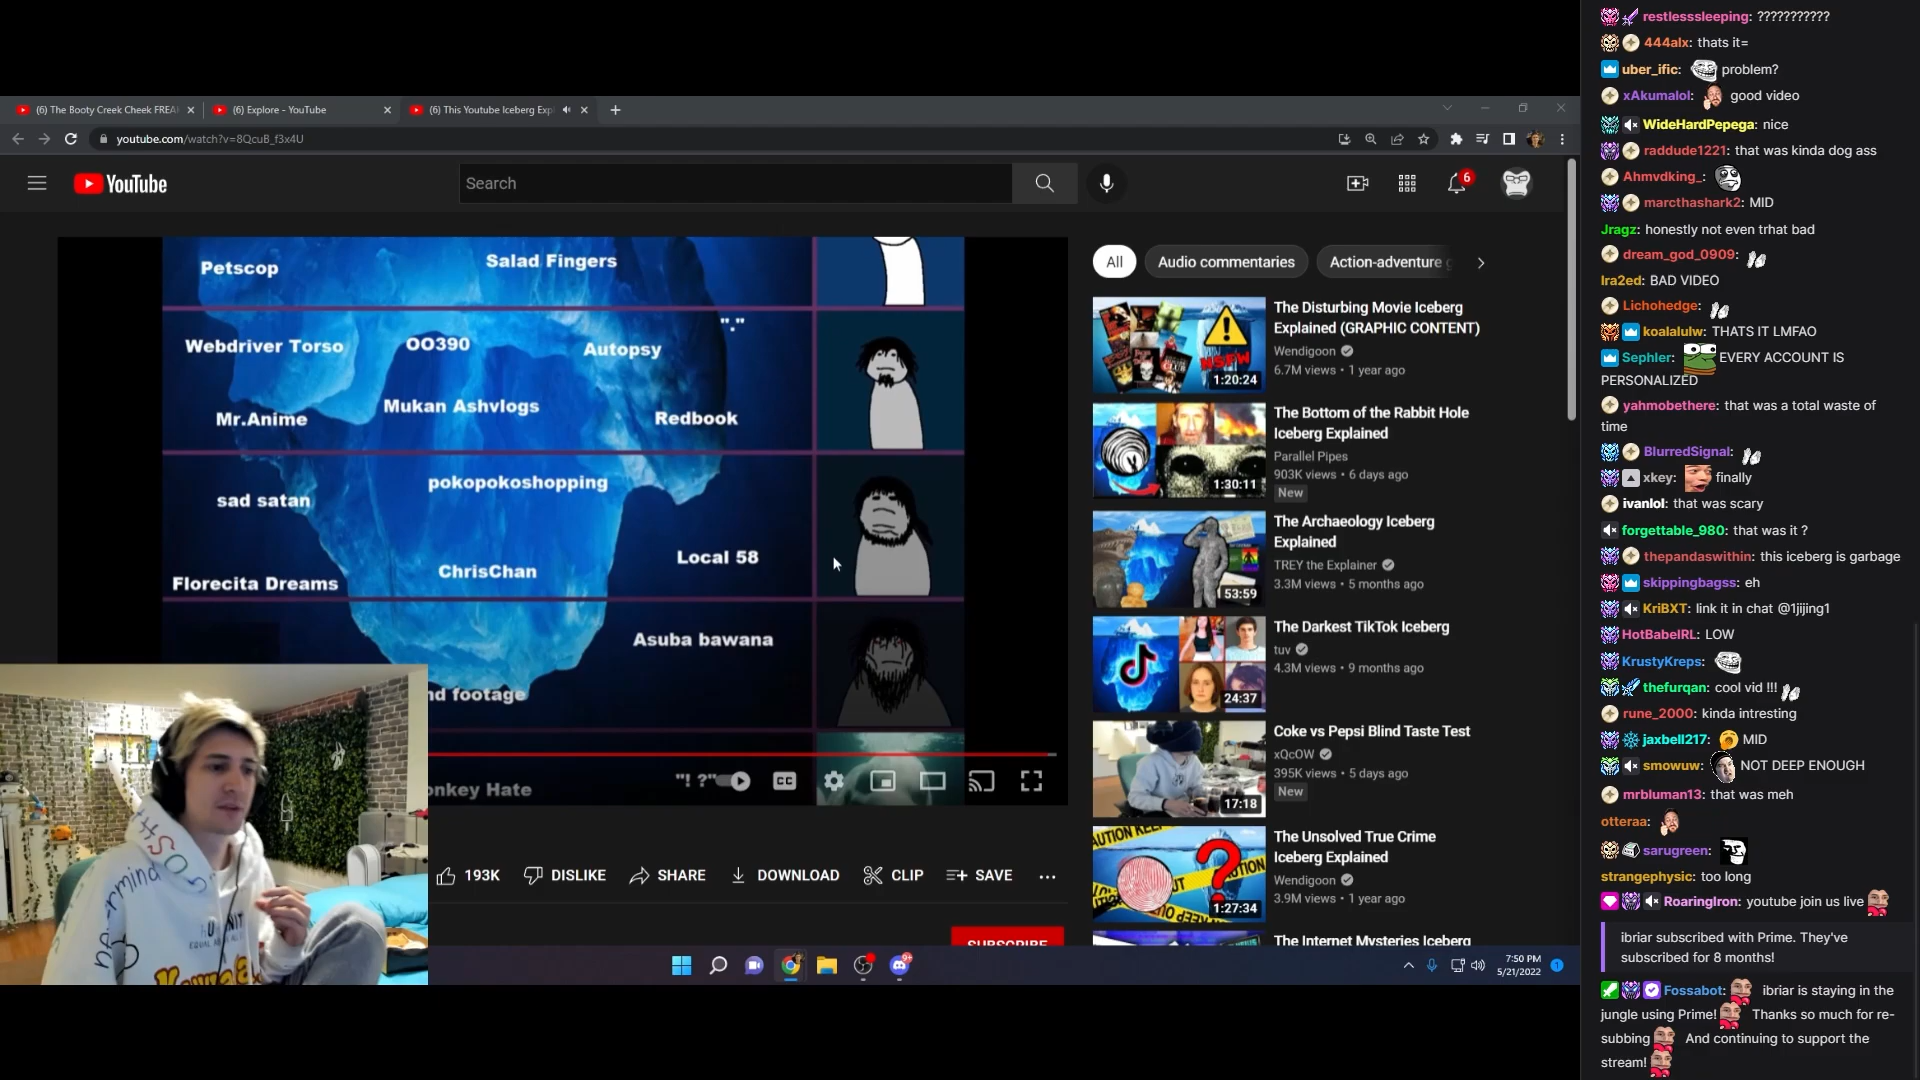 (6) The Booty Creek Cheek FREA
(6) Explore - YouTube
(6) This Youtube Iceberg Exp
youtube.com/watch?v=8QcuB_f3x4U
YouTube
Search
6
Petscop
Salad Fingers
"."
Webdriver Torso
OO390
Autopsy
Mr.Anime
Mukan Ashvlogs
Redbook
sad satan
pokopokoshopping
Florecita Dreams
ChrisChan
Local 58
Asuba bawana
nd footage
onkey Hate
"! ?"
CC
193K
DISLIKE
SHARE
DOWNLOAD
CLIP
SAVE
SUBSCRIBE
All
Audio commentaries
Action-adventure g
The Disturbing Movie Iceberg
Explained (GRAPHIC CONTENT)
Wendigoon
6.7M views • 1 year ago
NSFW
1:20:24
The Bottom of the Rabbit Hole
Iceberg Explained
Parallel Pipes
903K views • 6 days ago
New
1:30:11
The Archaeology Iceberg
Explained
TREY the Explainer
3.3M views • 5 months ago
53:59
The Darkest TikTok Iceberg
tuv
4.3M views • 9 months ago
24:37
Coke vs Pepsi Blind Taste Test
xQcOW
395K views • 5 days ago
New
17:18
The Unsolved True Crime
Iceberg Explained
Wendigoon
3.9M views • 1 year ago
1:27:34
The Internet Mysteries Iceberg
7:50 PM
5/21/2022
restlesssleeping: ???????????
444alx: thats it=
uber_ific: problem?
xAkumalol: good video
WideHardPepega: nice
raddude1221: that was kinda dog ass
Ahmvdking_:
marcthashark2: MID
Jragz: honestly not even trhat bad
dream_god_0909:
Ira2ed: BAD VIDEO
Lichohedge:
koalalulw: THATS IT LMFAO
Sephler: EVERY ACCOUNT IS
PERSONALIZED
yahmobethere: that was a total waste of
time
BlurredSignal:
xkey: finally
ivanlol: that was scary
forgettable_980: that was it ?
thepandaswithin: this iceberg is garbage
skippingbagss: eh
KriBXT: link it in chat @1jijing1
HotBabeIRL: LOW
KrustyKreps:
thefurqan: cool vid !!!
rune_2000: kinda intresting
jaxbell217: MID
smowuw: NOT DEEP ENOUGH
mrbluman13: that was meh
otteraa:
sarugreen:
strangephysic: too long
RoaringIron: youtube join us live
ibriar subscribed with Prime. They've
subscribed for 8 months!
Fossabot: ibriar is staying in the
jungle using Prime! Thanks so much for re-
subbing And continuing to support the
stream!